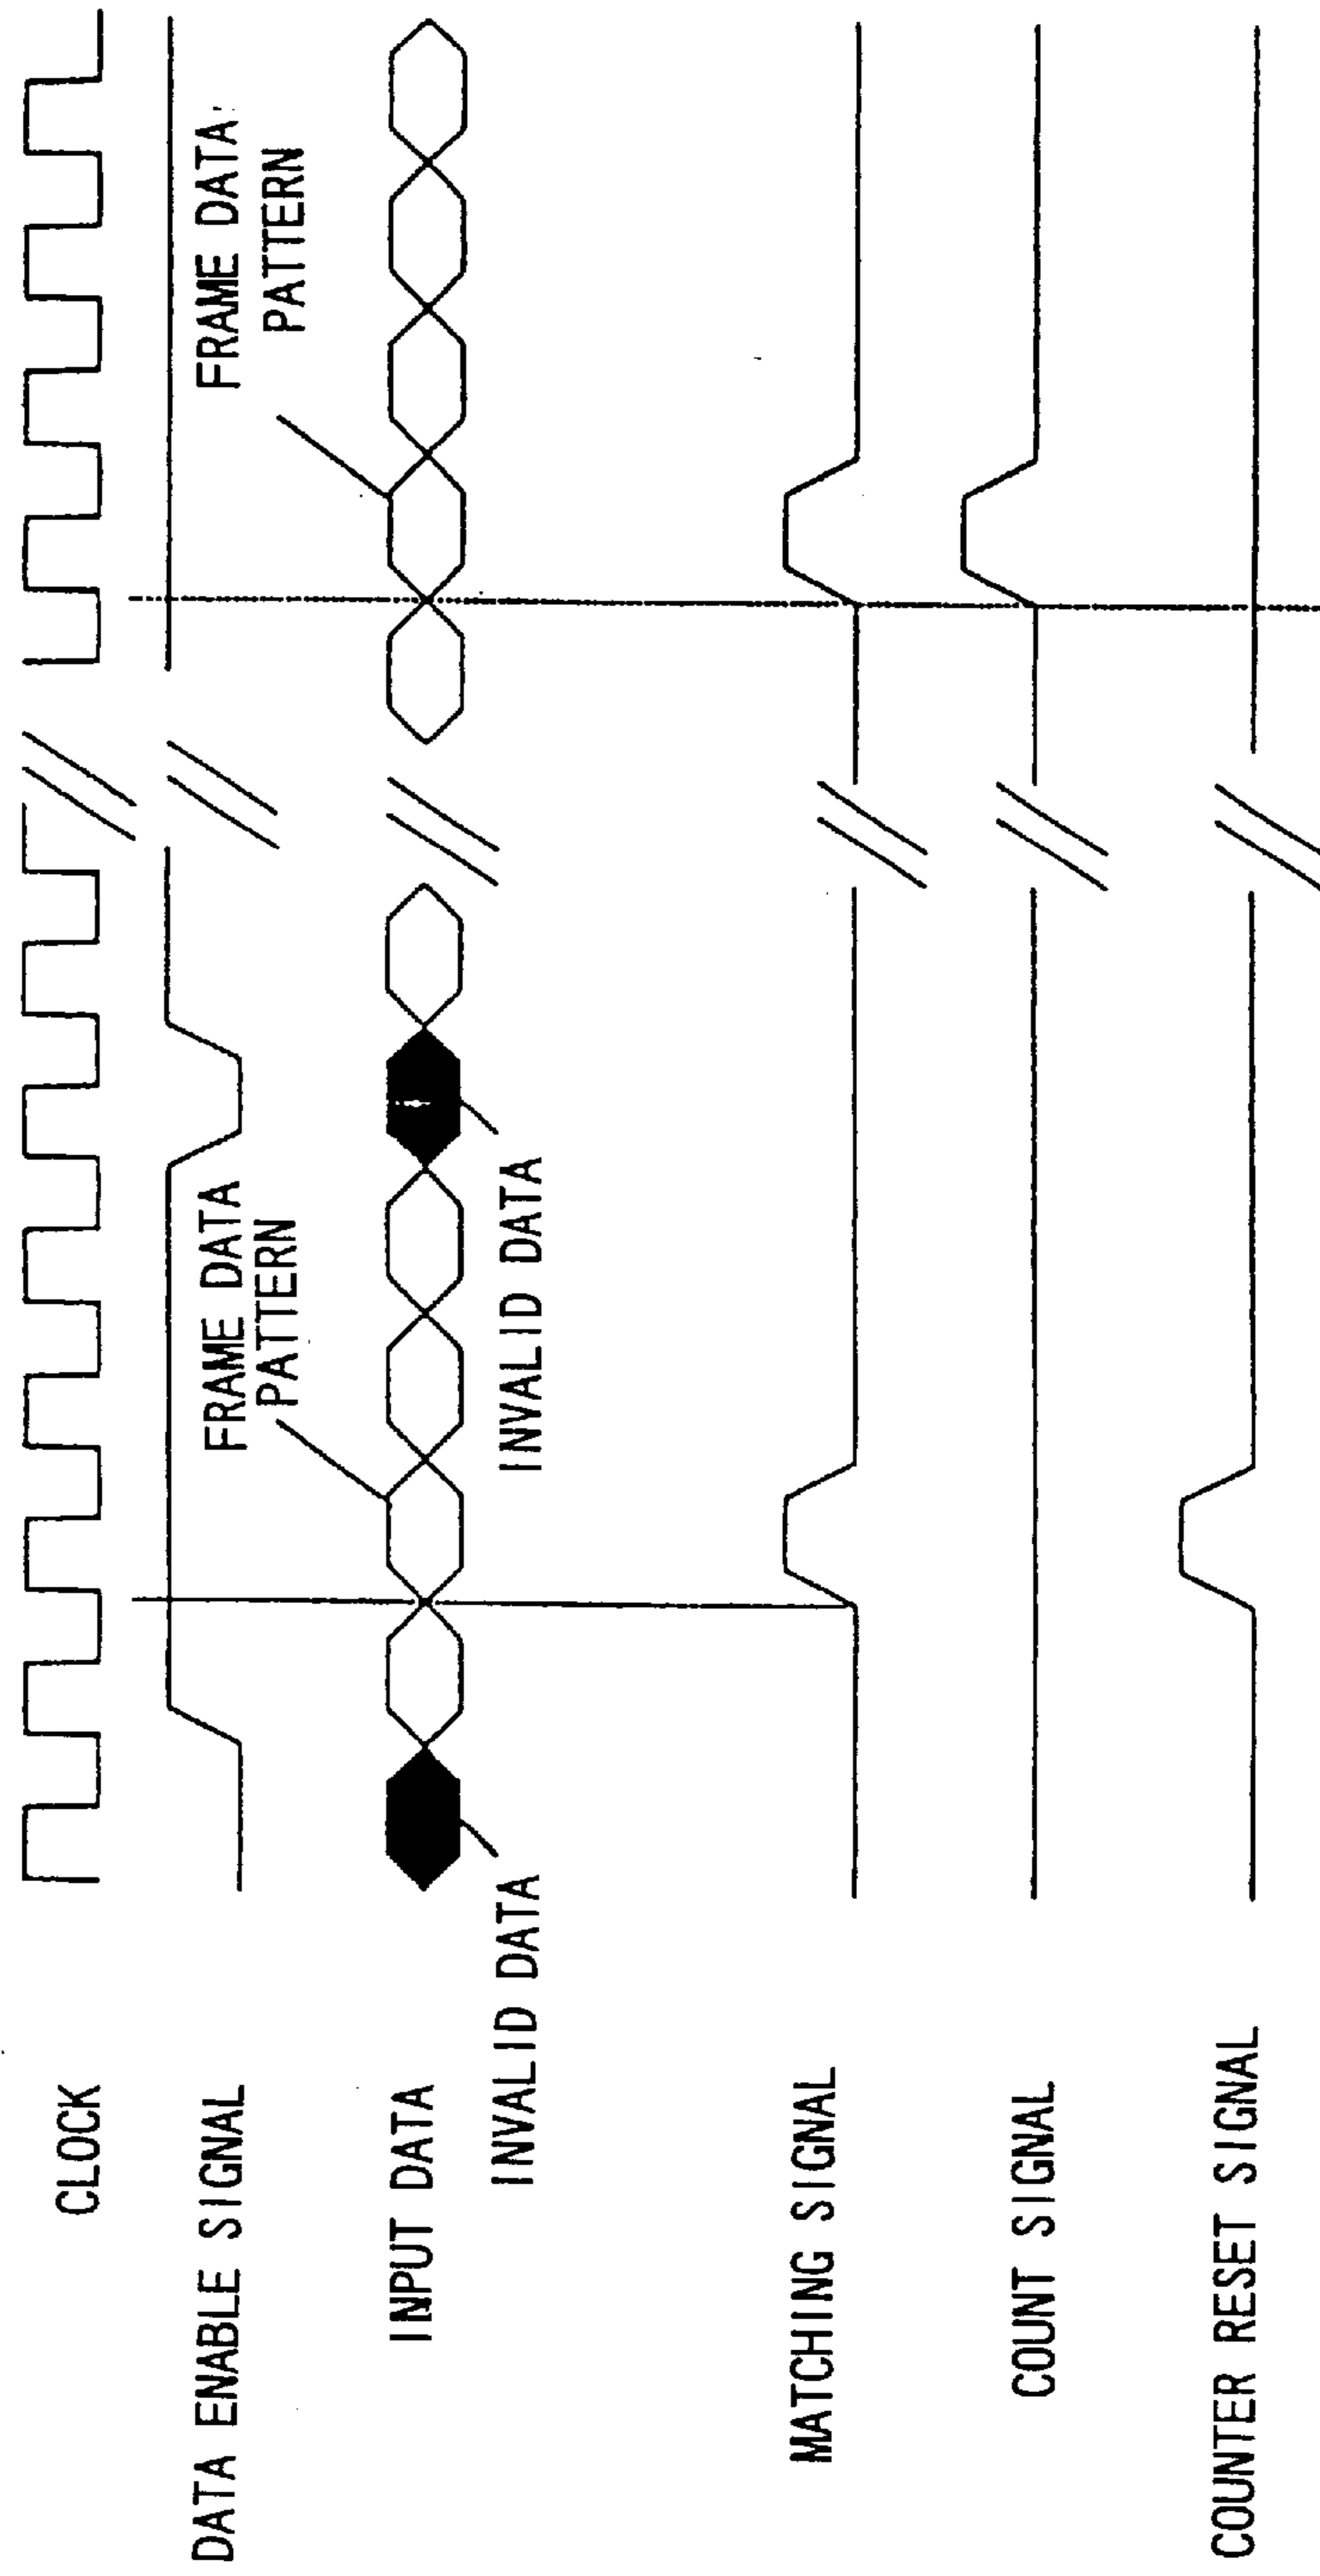 CLOCK
DATA ENABLE SIGNAL
FRAME DATA
PATTERN
FRAME DATA
PATTERN
INPUT DATA
INVALID DATA
INVALID DATA
MATCHING SIGNAL
COUNT SIGNAL
COUNTER RESET SIGNAL